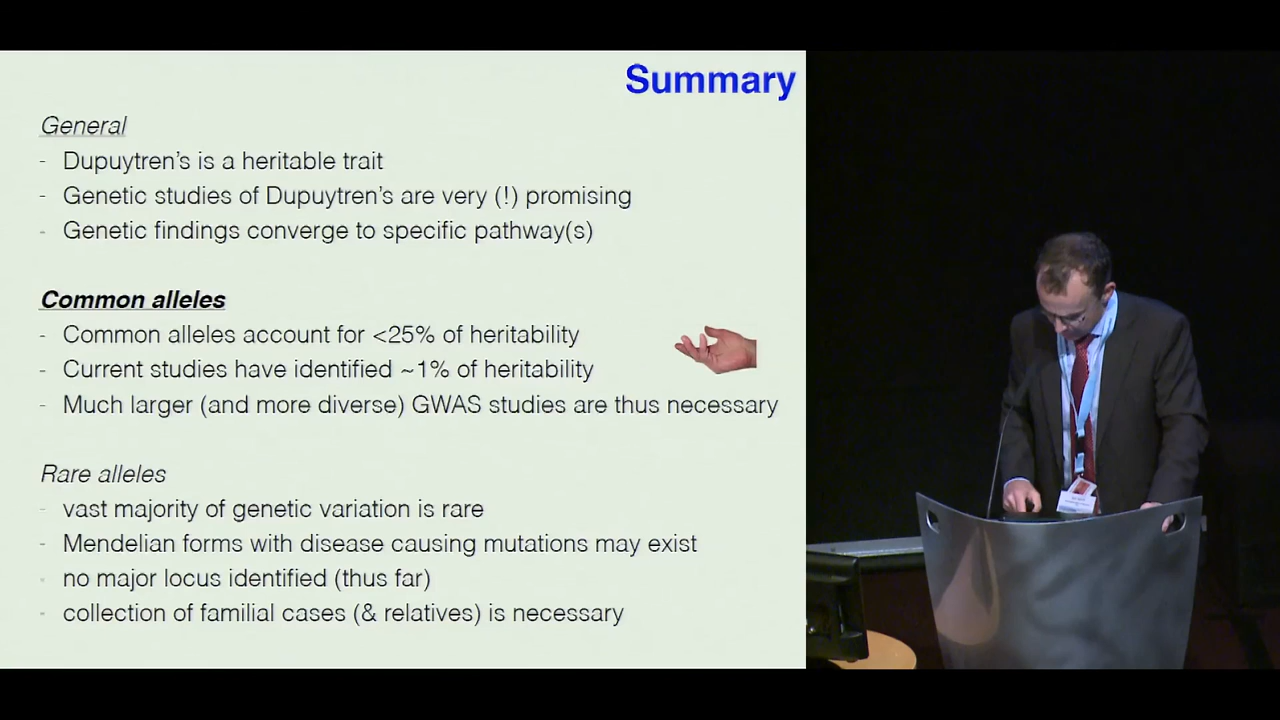 Summary
General
- Dupuytren's is a heritable trait
- Genetic studies of Dupuytren's are very (!) promising
- Genetic findings converge to specific pathway(s)
Common alleles
- Common alleles account for <25% of heritability
- Current studies have identified ~1% of heritability
- Much larger (and more diverse) GWAS studies are thus necessary
Rare alleles
- vast majority of genetic variation is rare
- Mendelian forms with disease causing mutations may exist
- no major locus identified (thus far)
- collection of familial cases (& relatives) is necessary